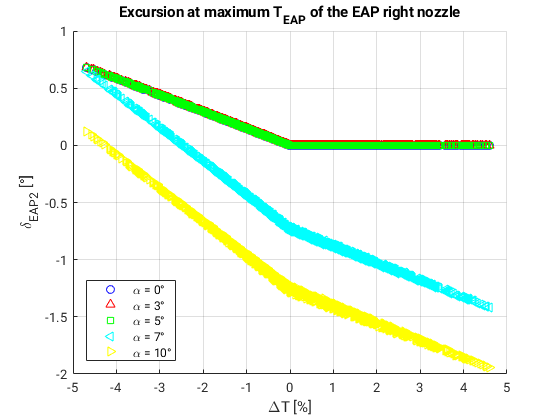 Excursion at maximum T_EAP of the EAP right nozzle
1
0.5
0
-0.5
-1
-1.5
-2
δ_EAP2 [°]
α = 0°
α = 3°
α = 5°
α = 7°
α = 10°
-5 -4 -3 -2 -1 0 1 2 3 4 5
ΔT [%]